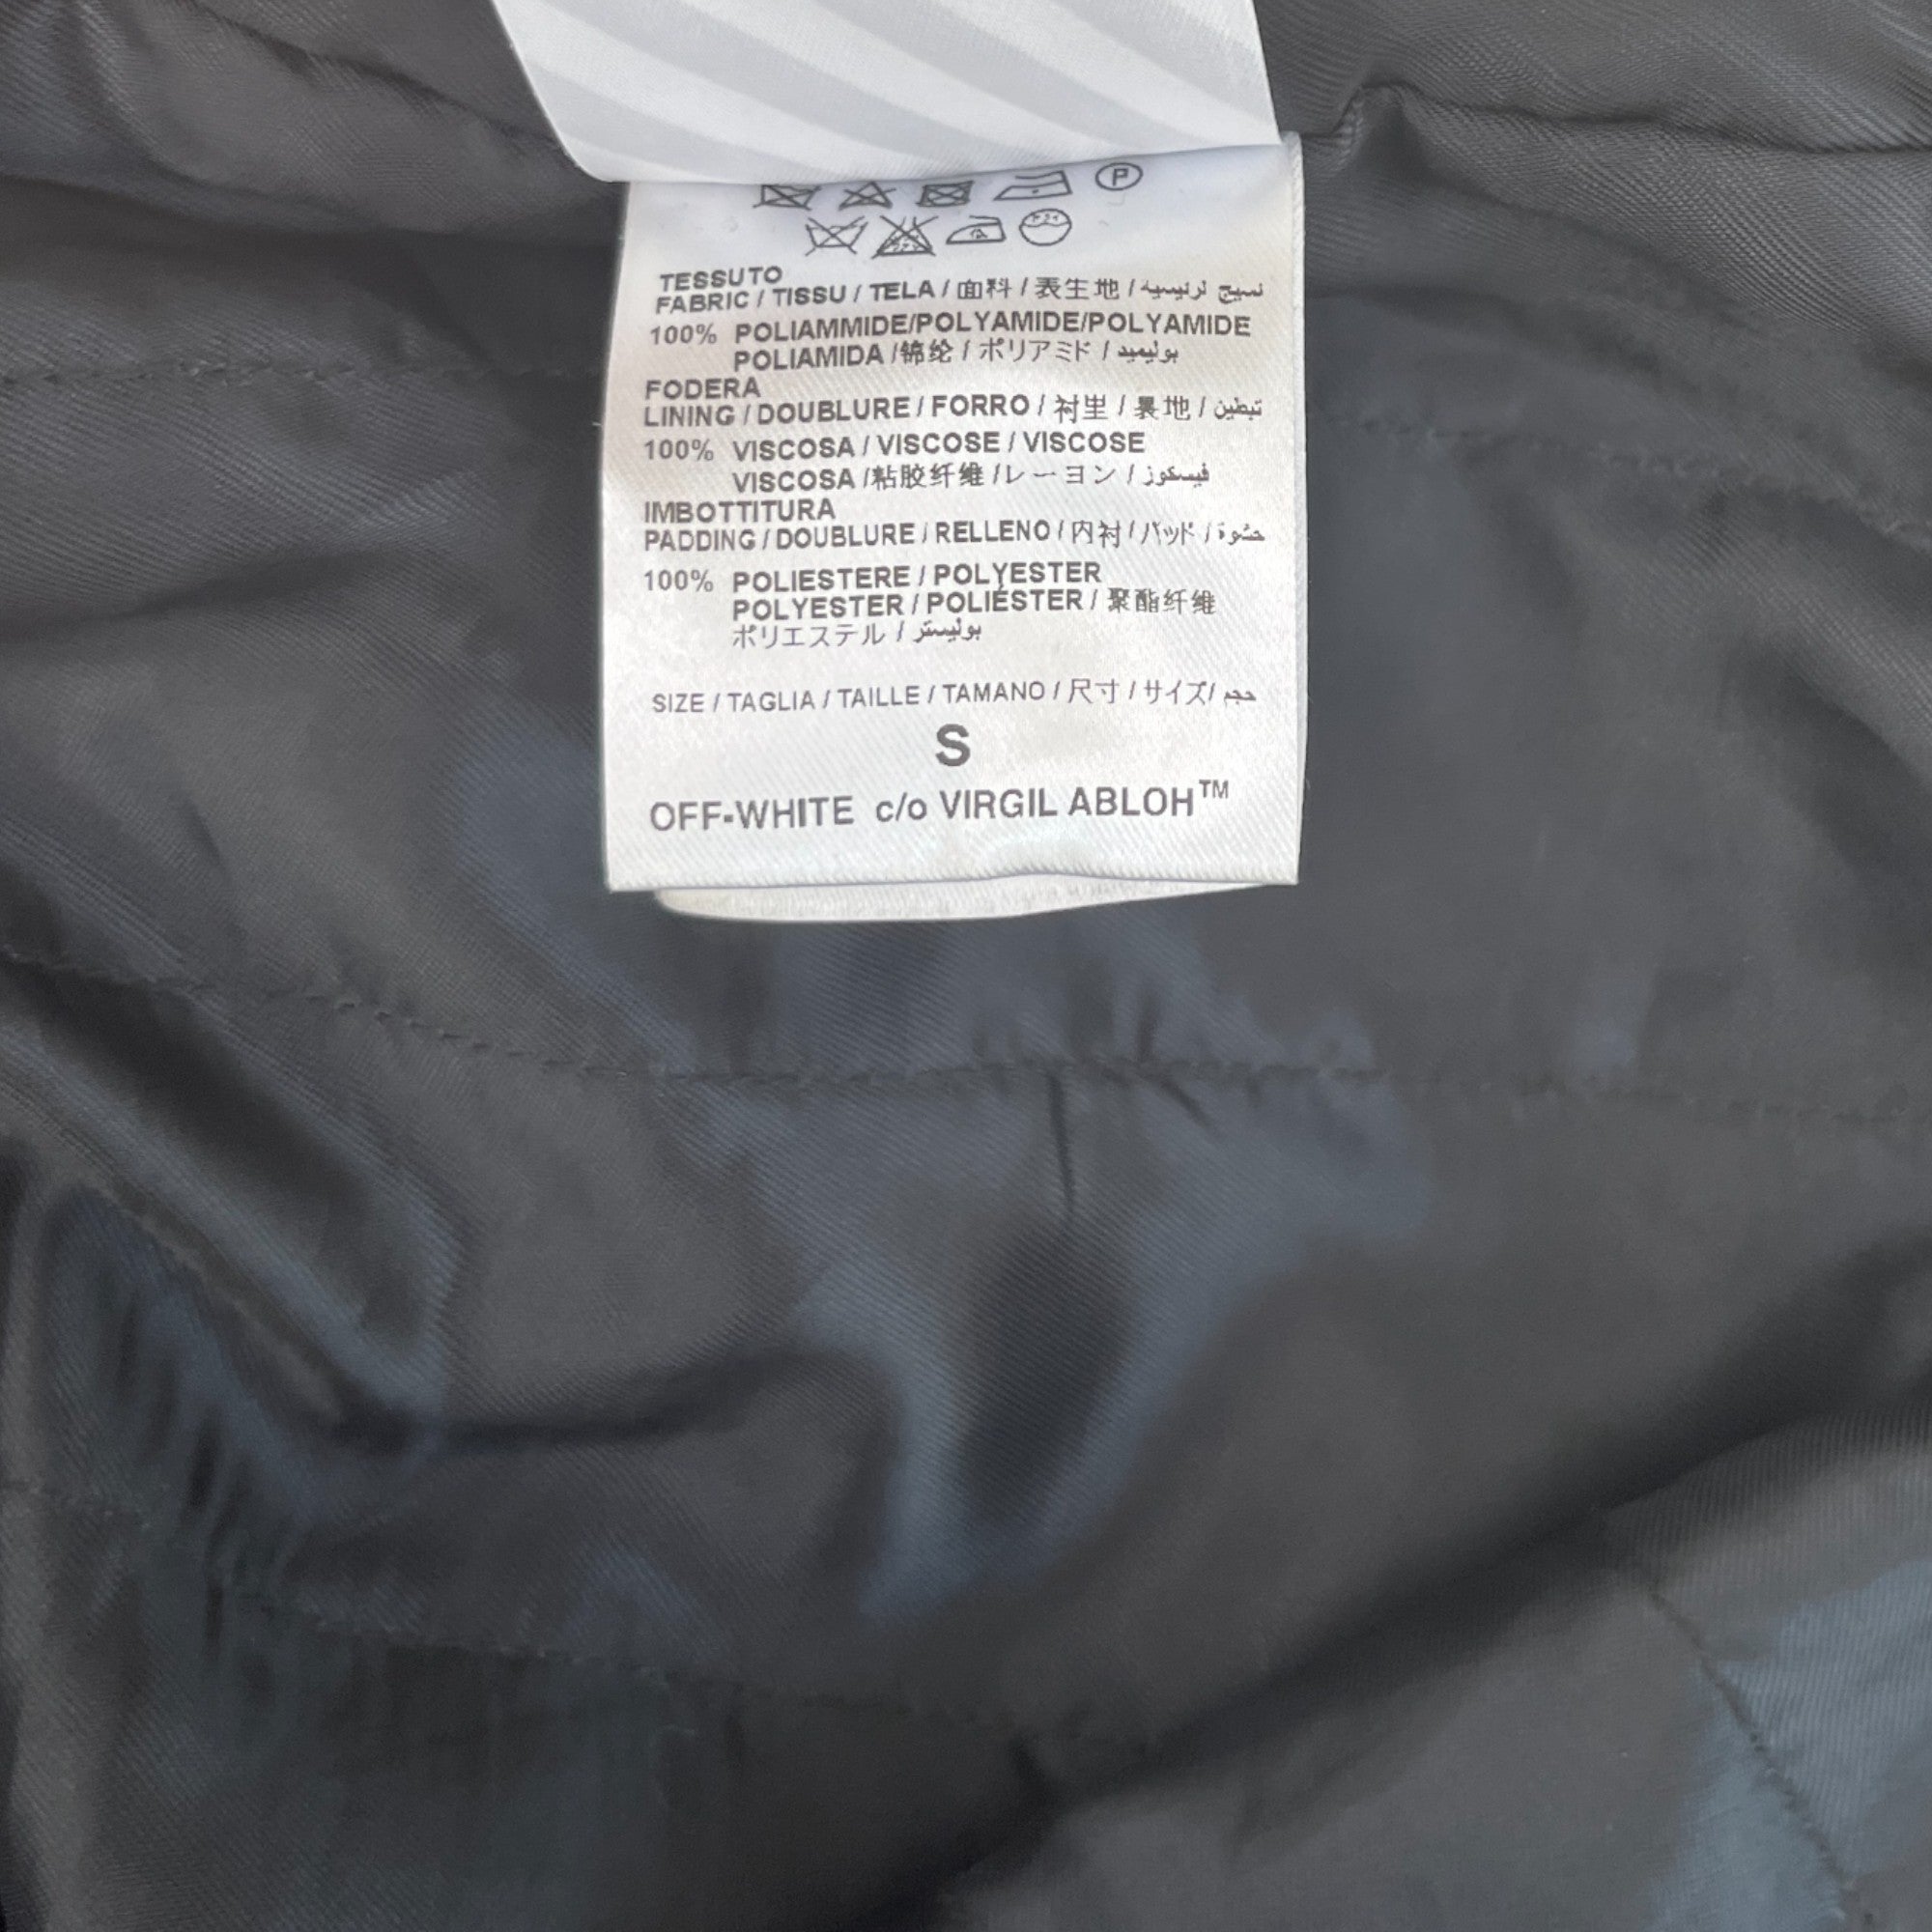 P
TESSUTO
FABRIC / TISSU / TELA / 面料 / 表生地 / نسيج لرئيسيه
100% POLIAMMIDE/POLYAMIDE/POLYAMIDE
POLIAMIDA /锦纶 / ポリアミド / بوليميد
FODERA
LINING / DOUBLURE / FORRO / 衬里 / 裏地 / تبطين
100% VISCOSA / VISCOSE / VISCOSE
VISCOSA /粘胶纤维 /レーヨン / فيسكوز
IMBOTTITURA
PADDING / DOUBLURE / RELLENO / 内衬 / パッド / حشوة
100% POLIESTERE / POLYESTER
POLYESTER / POLIÉSTER / 聚酯纤维
ポリエステル / بوليستر
SIZE / TAGLIA / TAILLE / TAMANO / 尺寸 / サイズ/ حجم
S
OFF-WHITE c/o VIRGIL ABLOH™